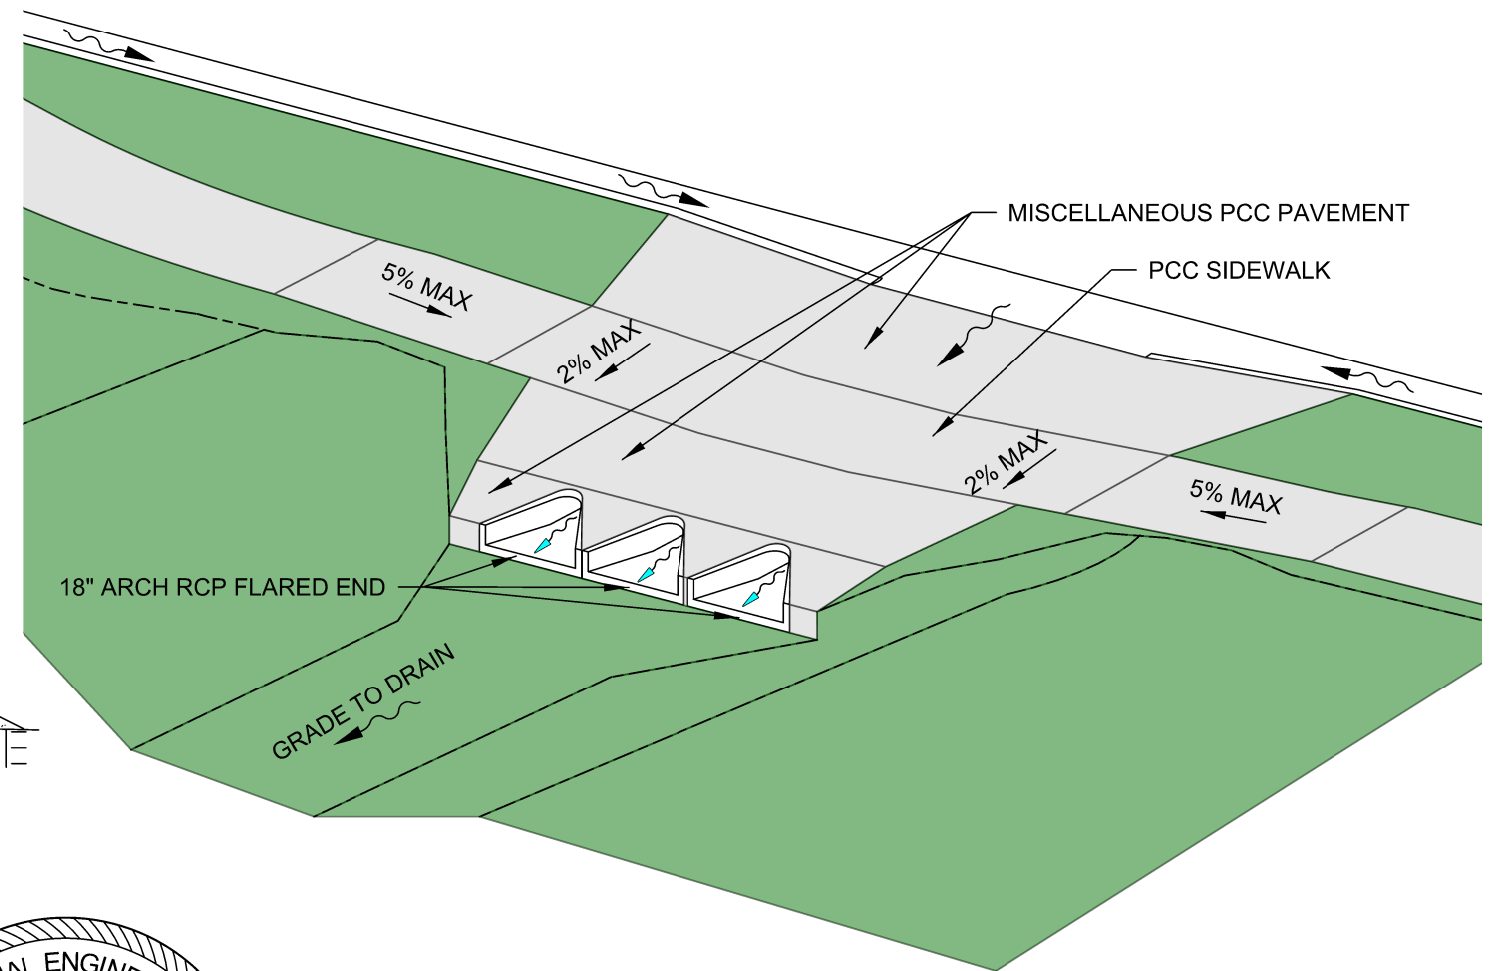 MISCELLANEOUS PCC PAVEMENT
PCC SIDEWALK
5% MAX
2% MAX
2% MAX
5% MAX
18" ARCH RCP FLARED END
GRADE TO DRAIN